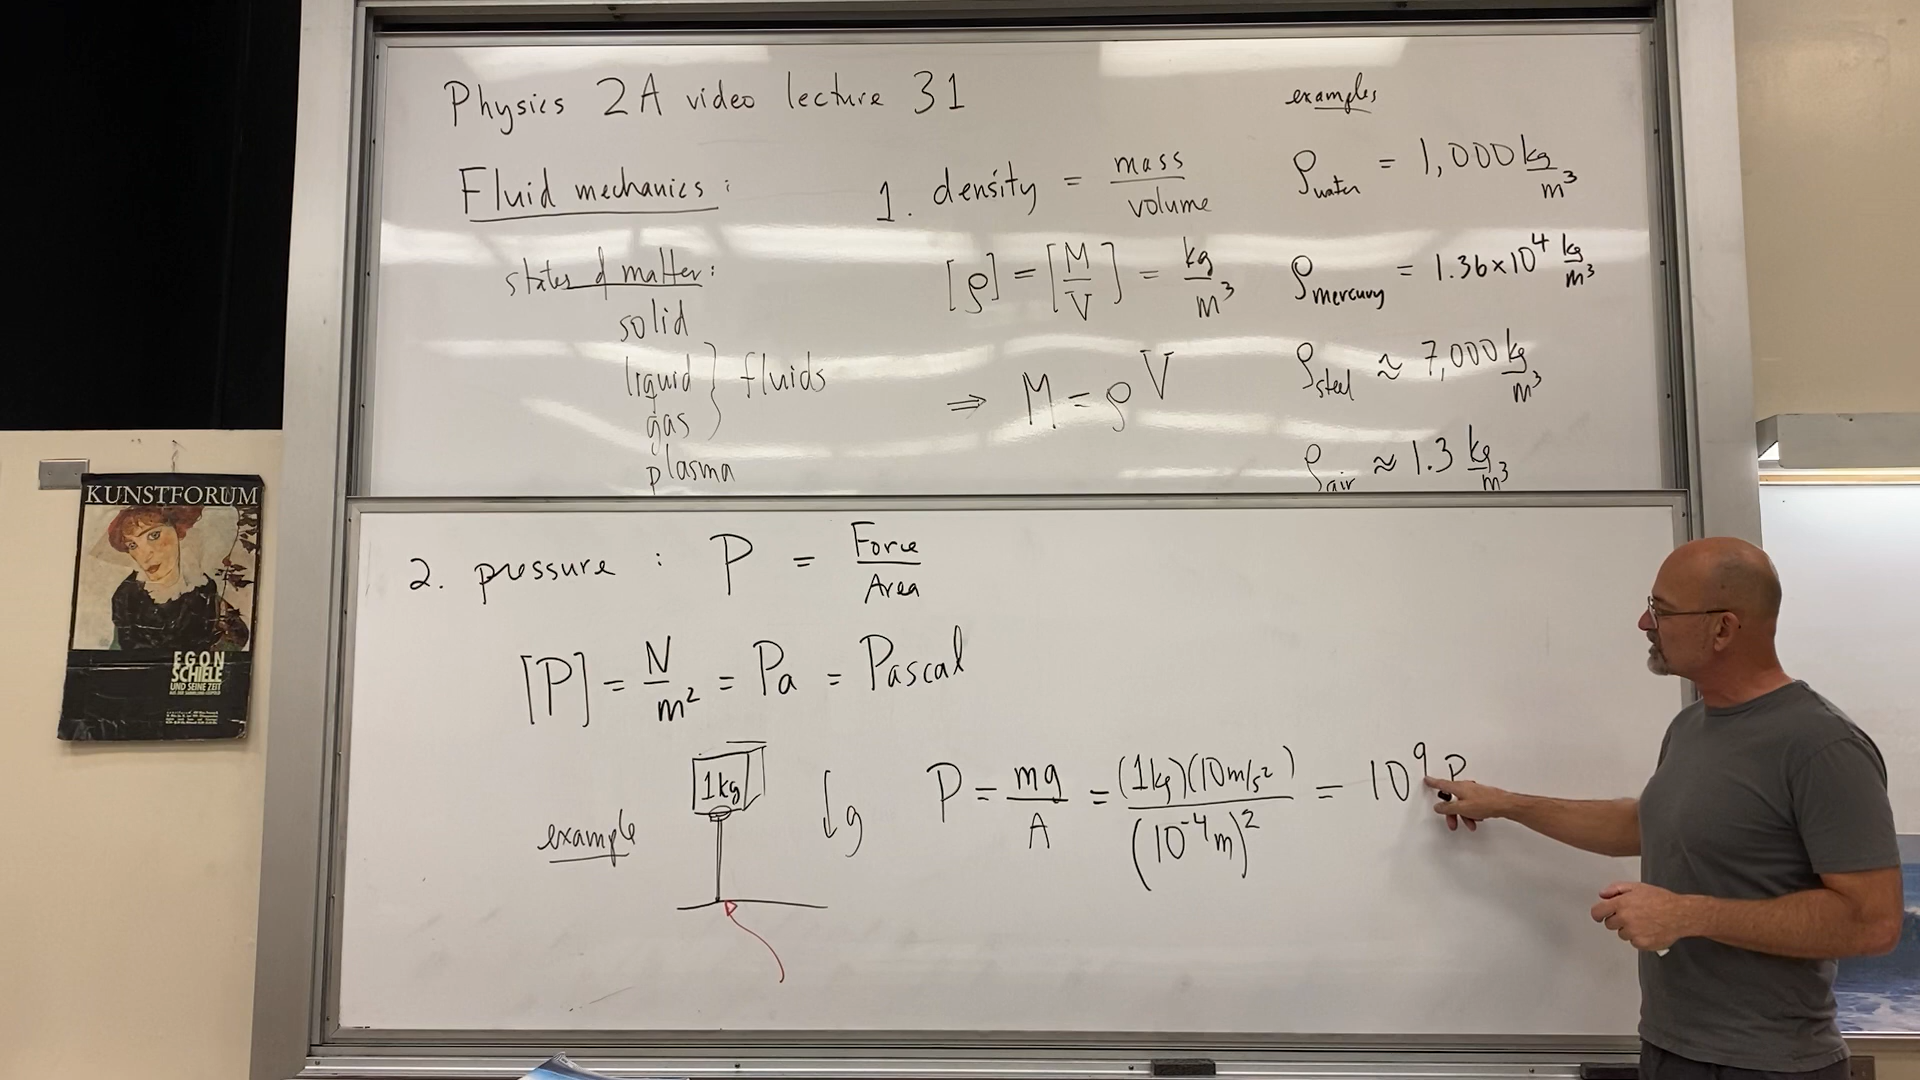 Physics 2A video lecture 31
Fluid mechanics:
states of matter:
solid
liquid } fluids
gas
plasma
1. density = mass / volume
[ρ] = [M/V] = kg/m³
⇒ M = ρV
examples
ρwater = 1,000 kg/m³
ρmercury = 1.36×10⁴ kg/m³
ρsteel ≈ 7,000 kg/m³
ρair ≈ 1.3 kg/m³
2. pressure : P = Force / Area
[P] = N/m² = Pa = Pascal
example
1kg
↓g
P = mg/A = (1kg)(10m/s²) / (10⁻⁴m)² = 10⁹ P
KUNSTFORUM
EGON
SCHIELE
UND SEINE ZEIT